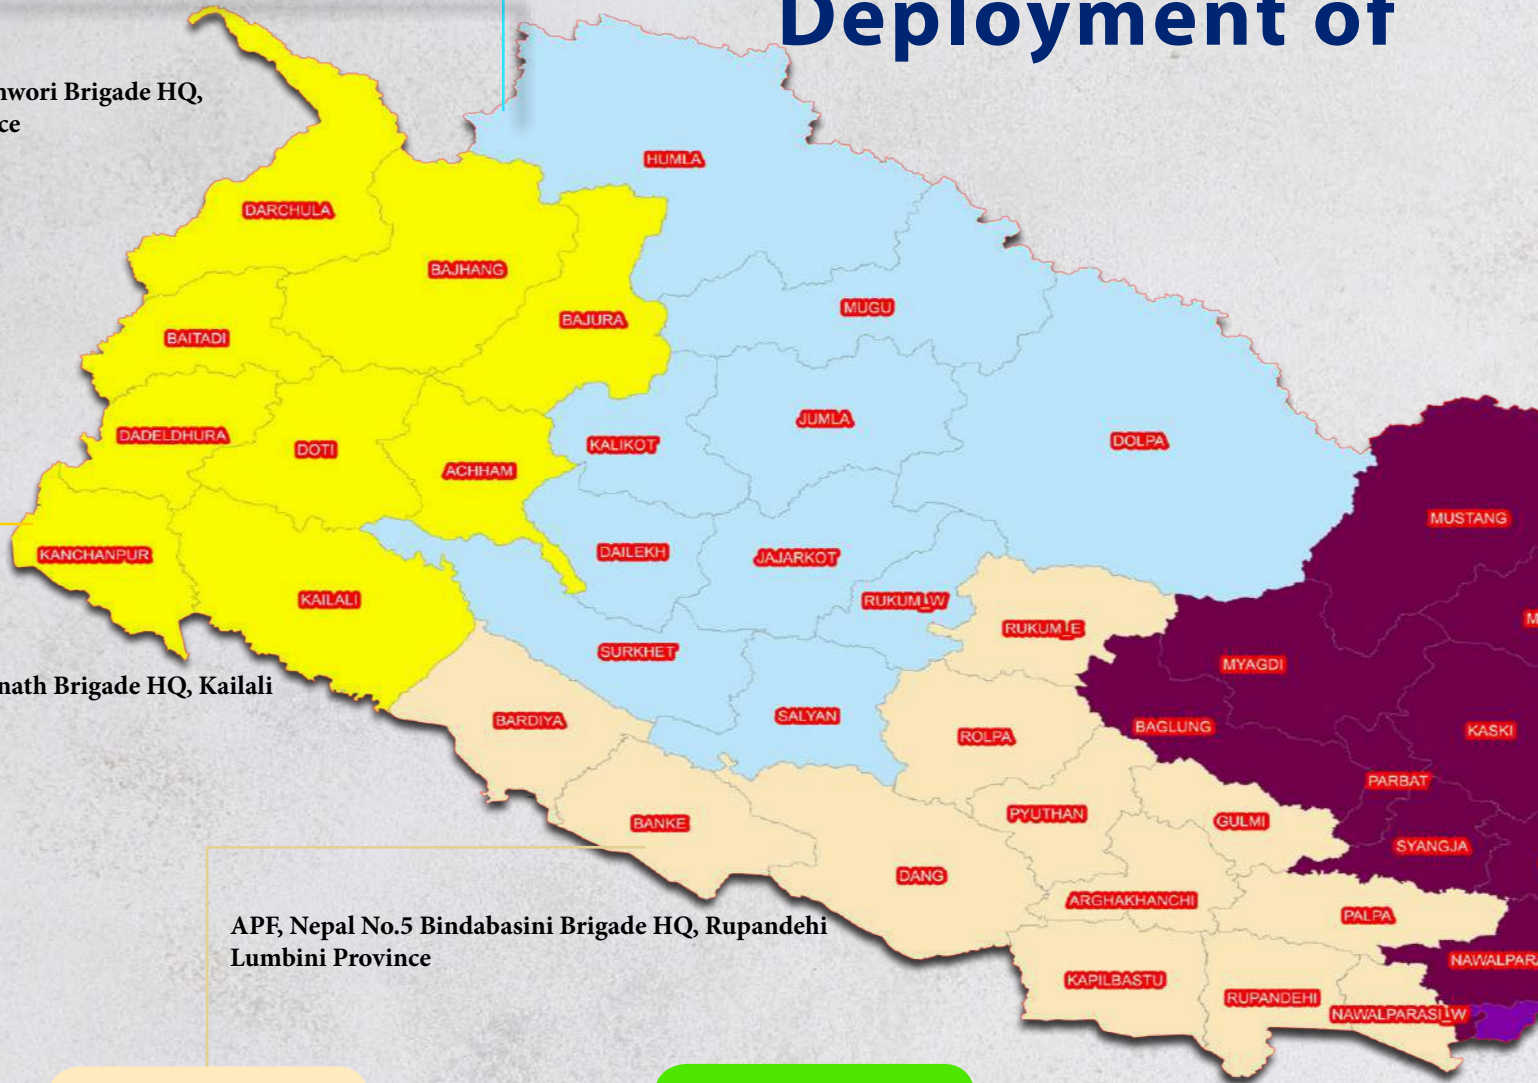 Deployment of
nwori Brigade HQ,
ce
HUMLA
DARCHULA
BAJHANG
MUGU
BAJURA
BAITADI
JUMLA
DADELDHURA
DOTI
KALIKOT
DOLPA
ACHHAM
MUSTANG
KANCHANPUR
DAILEKH
JAJARKOT
KAILALI
RUKUM_W
RUKUM_E
M
SURKHET
MYAGDI
nath Brigade HQ, Kailali
BARDIYA
SALYAN
ROLPA
BAGLUNG
KASKI
PARBAT
BANKE
PYUTHAN
GULMI
SYANGJA
DANG
ARGHAKHANCHI
PALPA
APF, Nepal No.5 Bindabasini Brigade HQ, Rupandehi
Lumbini Province
NAWALPARA
KAPILBASTU
RUPANDEHI
NAWALPARASI_W